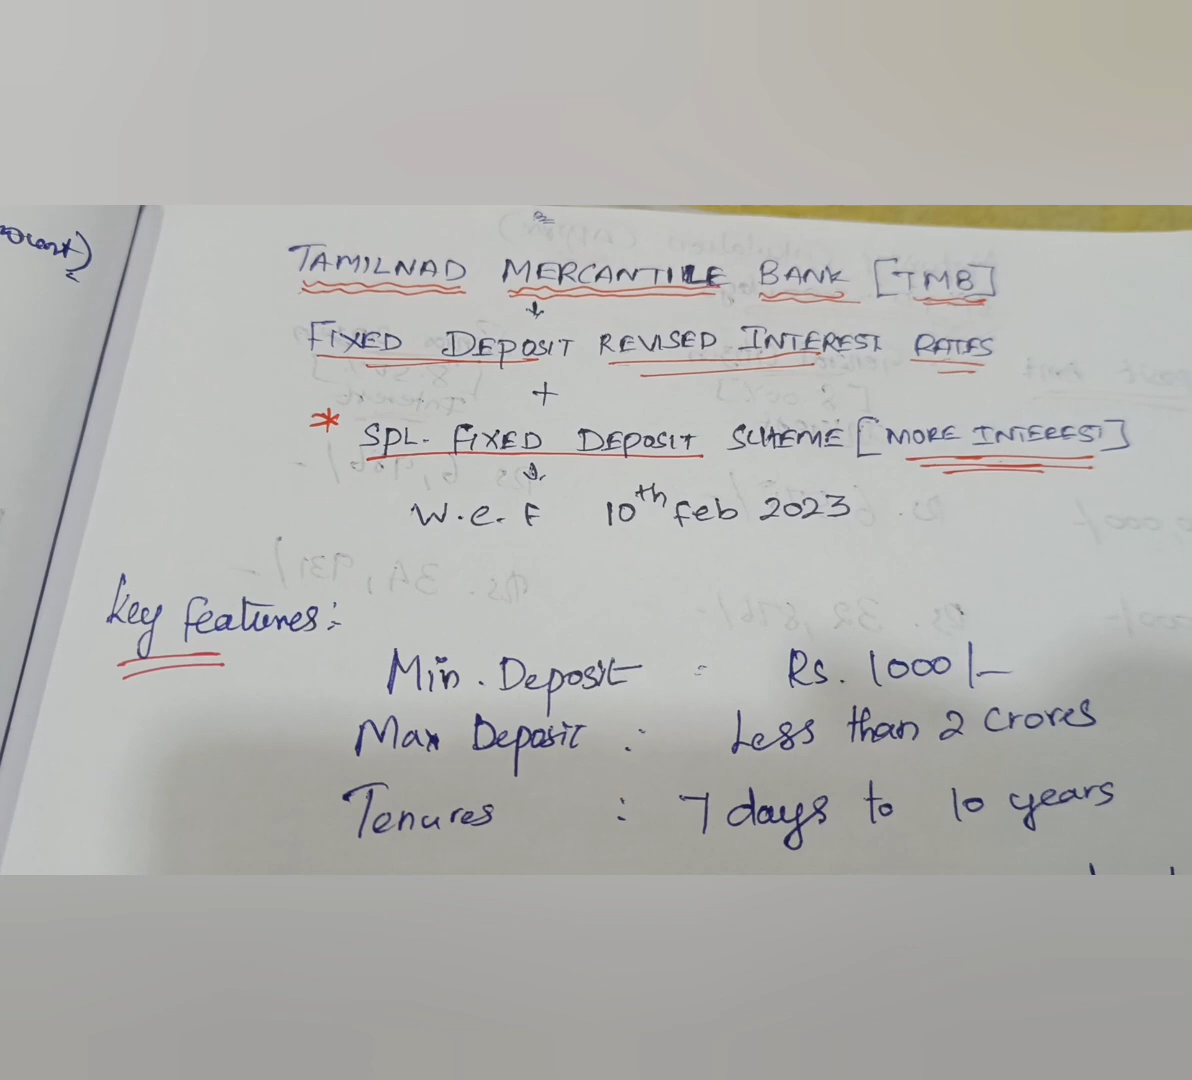 TAMILNAD MERCANTILE BANK [TMB]
FIXED DEPOSIT REVISED INTEREST RATES
+
* SPL. FIXED DEPOSIT SCHEME [MORE INTEREST]
W.e.F 10th feb 2023
key features:-
Min. Deposit : Rs. 1000/-
Max Deposit :- Less than 2 crores
Tenures : 7 days to 10 years